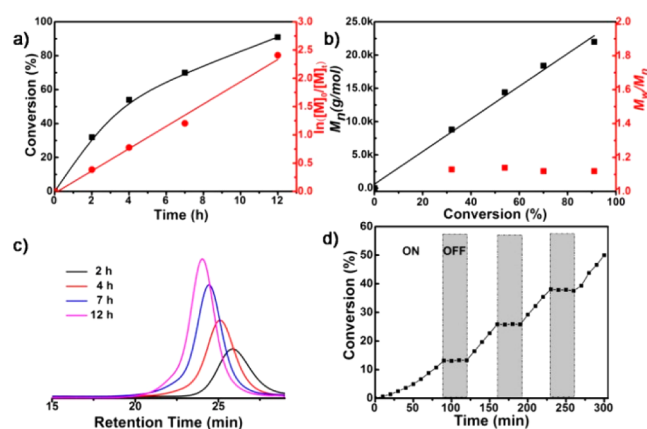 a)
100
80
60
40
20
0
Conversion (%)
3.0
2.5
2.0
1.5
1.0
0.5
0.0
ln([M]0/[M]t)
0 2 4 6 8 10 12
Time (h)
b)
25.0k
20.0k
15.0k
10.0k
5.0k
0.0
Mn(g/mol)
2.0
1.8
1.6
1.4
1.2
1.0
Mw/Mn
0 20 40 60 80 100
Conversion (%)
c)
2 h
4 h
7 h
12 h
15 20 25
Retention Time (min)
d)
60
50
40
30
20
10
0
Conversion (%)
ON OFF
0 50 100 150 200 250 300
Time (min)